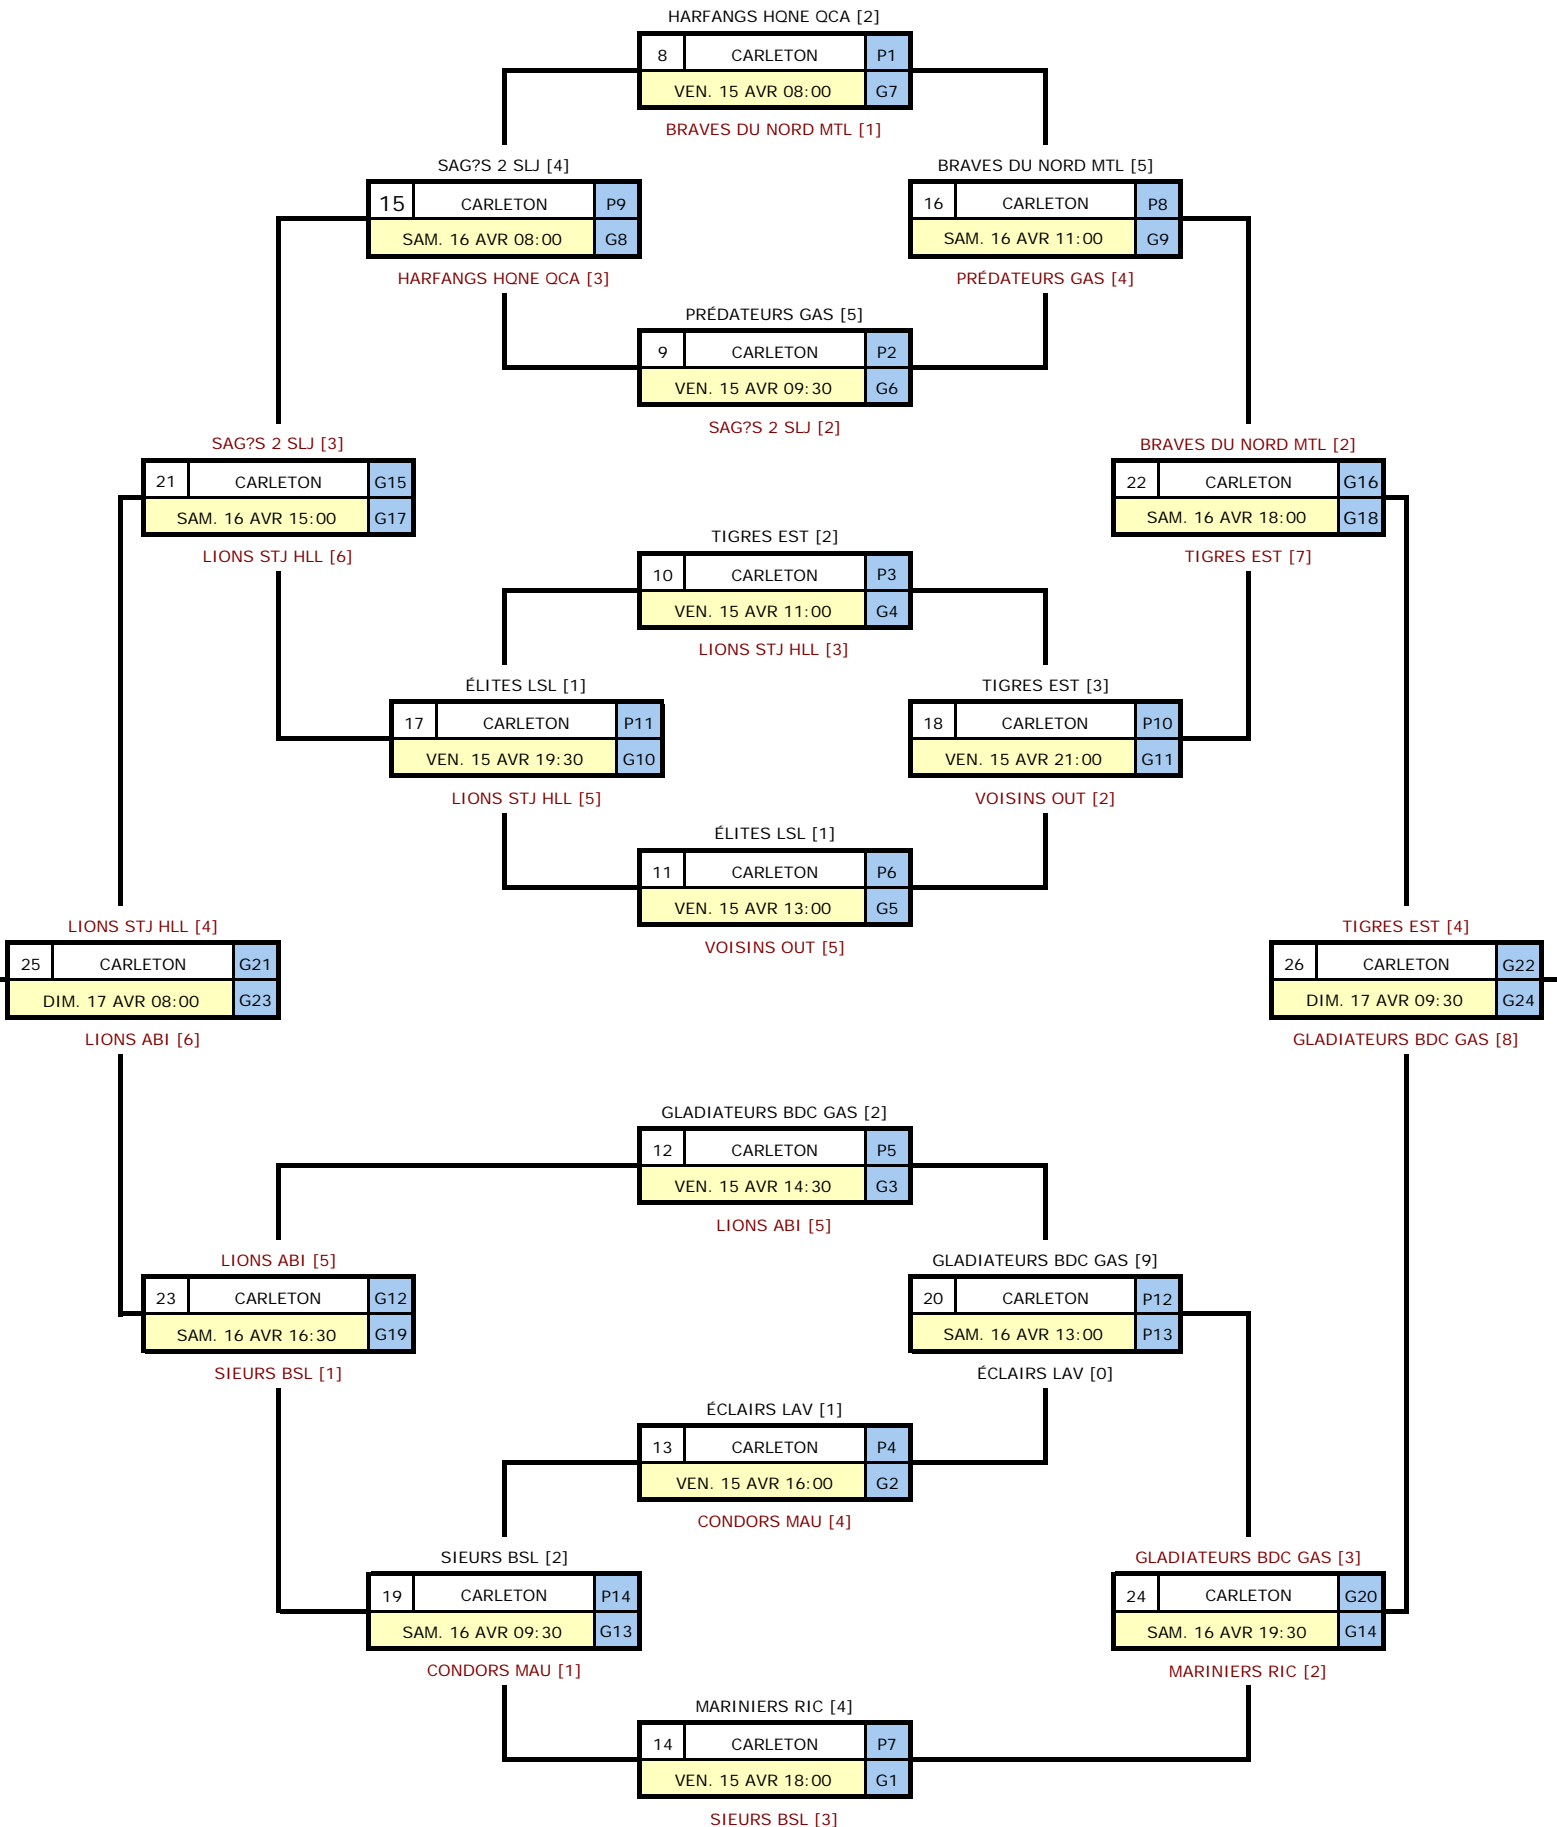 HARFANGS HQNE QCA [2]
8 CARLETON P1
VEN. 15 AVR 08:00 G7
BRAVES DU NORD MTL [1]
SAG?S 2 SLJ [4]
15 CARLETON P9
SAM. 16 AVR 08:00 G8
HARFANGS HQNE QCA [3]
BRAVES DU NORD MTL [5]
16 CARLETON P8
SAM. 16 AVR 11:00 G9
PRÉDATEURS GAS [4]
PRÉDATEURS GAS [5]
9 CARLETON P2
VEN. 15 AVR 09:30 G6
SAG?S 2 SLJ [2]
SAG?S 2 SLJ [3]
21 CARLETON G15
SAM. 16 AVR 15:00 G17
LIONS STJ HLL [6]
BRAVES DU NORD MTL [2]
22 CARLETON G16
SAM. 16 AVR 18:00 G18
TIGRES EST [7]
TIGRES EST [2]
10 CARLETON P3
VEN. 15 AVR 11:00 G4
LIONS STJ HLL [3]
ÉLITES LSL [1]
17 CARLETON P11
VEN. 15 AVR 19:30 G10
LIONS STJ HLL [5]
TIGRES EST [3]
18 CARLETON P10
VEN. 15 AVR 21:00 G11
VOISINS OUT [2]
ÉLITES LSL [1]
11 CARLETON P6
VEN. 15 AVR 13:00 G5
VOISINS OUT [5]
LIONS STJ HLL [4]
25 CARLETON G21
DIM. 17 AVR 08:00 G23
LIONS ABI [6]
TIGRES EST [4]
26 CARLETON G22
DIM. 17 AVR 09:30 G24
GLADIATEURS BDC GAS [8]
GLADIATEURS BDC GAS [2]
12 CARLETON P5
VEN. 15 AVR 14:30 G3
LIONS ABI [5]
LIONS ABI [5]
23 CARLETON G12
SAM. 16 AVR 16:30 G19
SIEURS BSL [1]
GLADIATEURS BDC GAS [9]
20 CARLETON P12
SAM. 16 AVR 13:00 P13
ÉCLAIRS LAV [0]
ÉCLAIRS LAV [1]
13 CARLETON P4
VEN. 15 AVR 16:00 G2
CONDORS MAU [4]
SIEURS BSL [2]
19 CARLETON P14
SAM. 16 AVR 09:30 G13
CONDORS MAU [1]
GLADIATEURS BDC GAS [3]
24 CARLETON G20
SAM. 16 AVR 19:30 G14
MARINIERS RIC [2]
MARINIERS RIC [4]
14 CARLETON P7
VEN. 15 AVR 18:00 G1
SIEURS BSL [3]